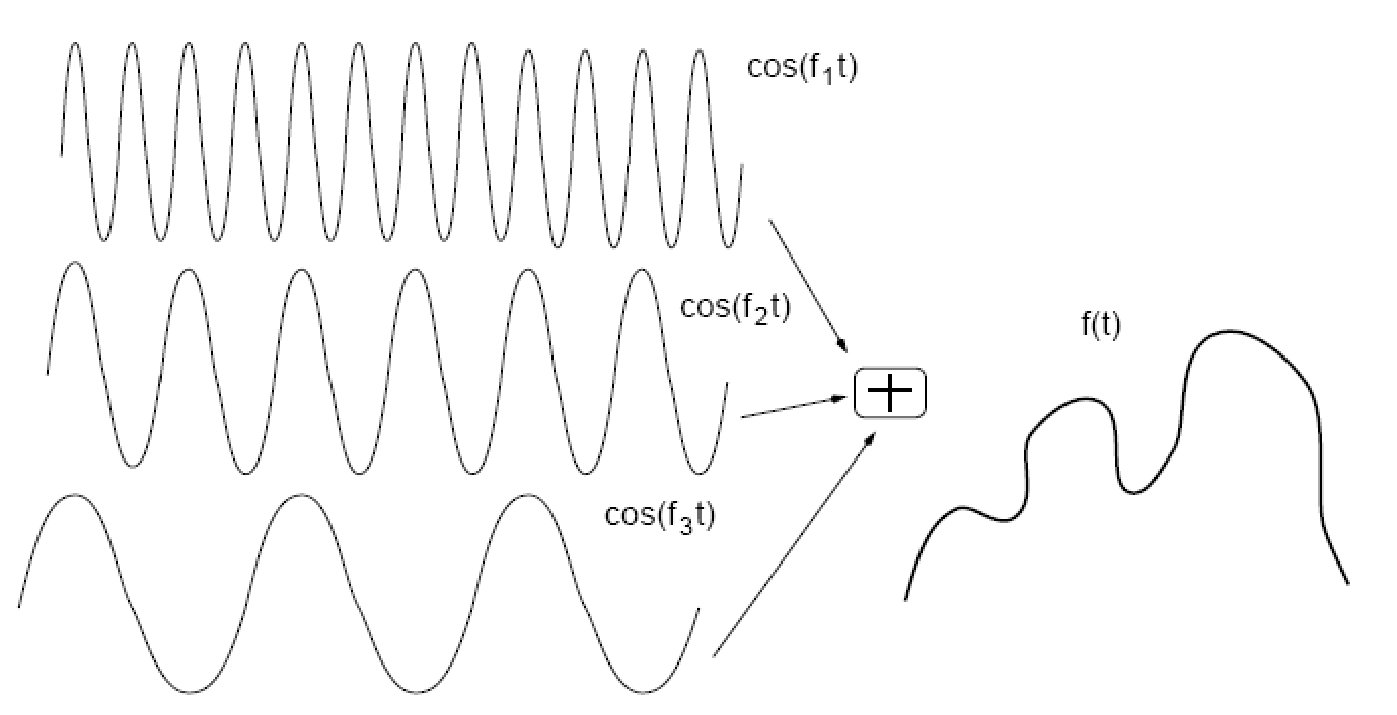 cos(f₁t)
cos(f₂t)
f(t)
+
cos(f₃t)